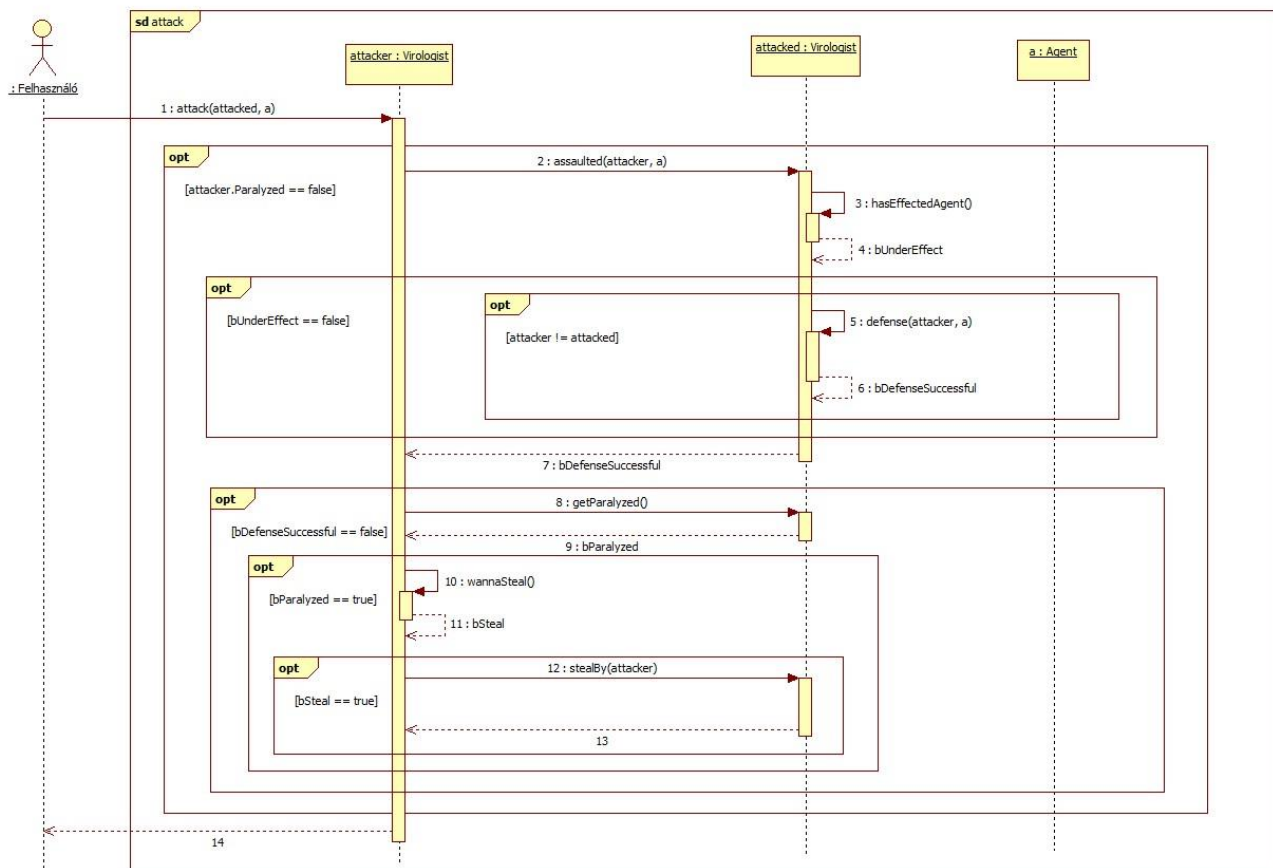 sd attack
: Felhasználó
attacker : Virologist
attacked : Virologist
a : Agent
1 : attack(attacked, a)
opt
[attacker.Paralyzed == false]
2 : assaulted(attacker, a)
3 : hasEffectedAgent()
4 : bUnderEffect
opt
[bUnderEffect == false]
opt
[attacker != attacked]
5 : defense(attacker, a)
6 : bDefenseSuccessful
7 : bDefenseSuccessful
opt
[bDefenseSuccessful == false]
8 : getParalyzed()
9 : bParalyzed
opt
[bParalyzed == true]
10 : wannaSteal()
11 : bSteal
opt
[bSteal == true]
12 : stealBy(attacker)
13
14